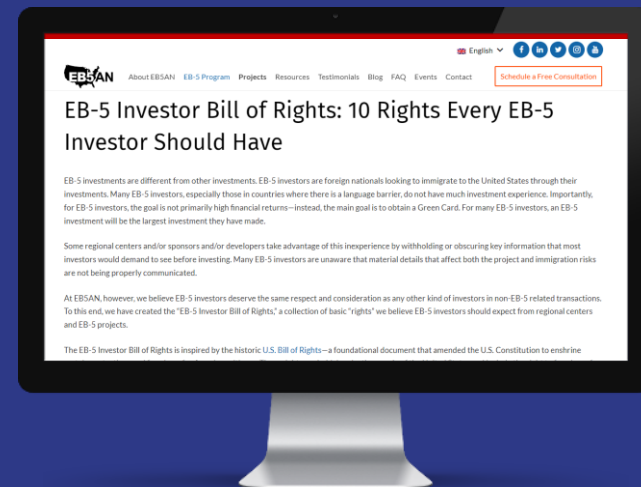 English
EB5AN
About EB5AN EB-5 Program Projects Resources Testimonials Blog FAQ Events Contact
Schedule a Free Consultation
EB-5 Investor Bill of Rights: 10 Rights Every EB-5
Investor Should Have
EB-5 investments are different from other investments. EB-5 investors are foreign nationals looking to immigrate to the United States through their
investments. Many EB-5 investors, especially those in countries where there is a language barrier, do not have much investment experience. Importantly,
for EB-5 investors, the goal is not primarily high financial returns—instead, the main goal is to obtain a Green Card. For many EB-5 investors, an EB-5
investment will be the largest investment they have made.
Some regional centers and/or sponsors and/or developers take advantage of this inexperience by withholding or obscuring key information that most
investors would demand to see before investing. Many EB-5 investors are unaware that material details that affect both the project and immigration risks
are not being properly communicated.
At EB5AN, however, we believe EB-5 investors deserve the same respect and consideration as any other kind of investors in non-EB-5 related transactions.
To this end, we have created the “EB-5 Investor Bill of Rights,” a collection of basic “rights” we believe EB-5 investors should expect from regional centers
and EB-5 projects.
The EB-5 Investor Bill of Rights is inspired by the historic U.S. Bill of Rights—a foundational document that amended the U.S. Constitution to enshrine